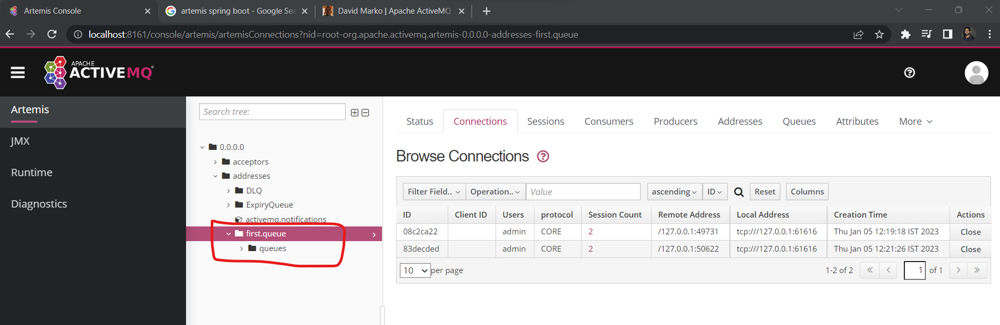 Artemis Console
artemis spring boot - Google Sea
David Marko | Apache ActiveMQ
localhost:8161/console/artemis/artemisConnections?nid=root-org.apache.activemq.artemis-0.0.0.0-addresses-first.queue
APACHE
ACTIVEMQ
Artemis
JMX
Runtime
Diagnostics
Search tree:
0.0.0.0
acceptors
addresses
DLQ
ExpiryQueue
activemq.notifications
first.queue
queues
Status Connections Sessions Consumers Producers Addresses Queues Attributes More
Browse Connections
Filter Field.. Operation.. Value ascending ID Reset Columns
ID Client ID Users protocol Session Count Remote Address Local Address Creation Time Actions
08c2ca22 admin CORE 2 /127.0.0.1:49731 tcp:///127.0.0.1:61616 Thu Jan 05 12:19:18 IST 2023 Close
83decded admin CORE 2 /127.0.0.1:50622 tcp:///127.0.0.1:61616 Thu Jan 05 12:21:26 IST 2023 Close
10 per page 1-2 of 2 « ‹ 1 of 1 › »